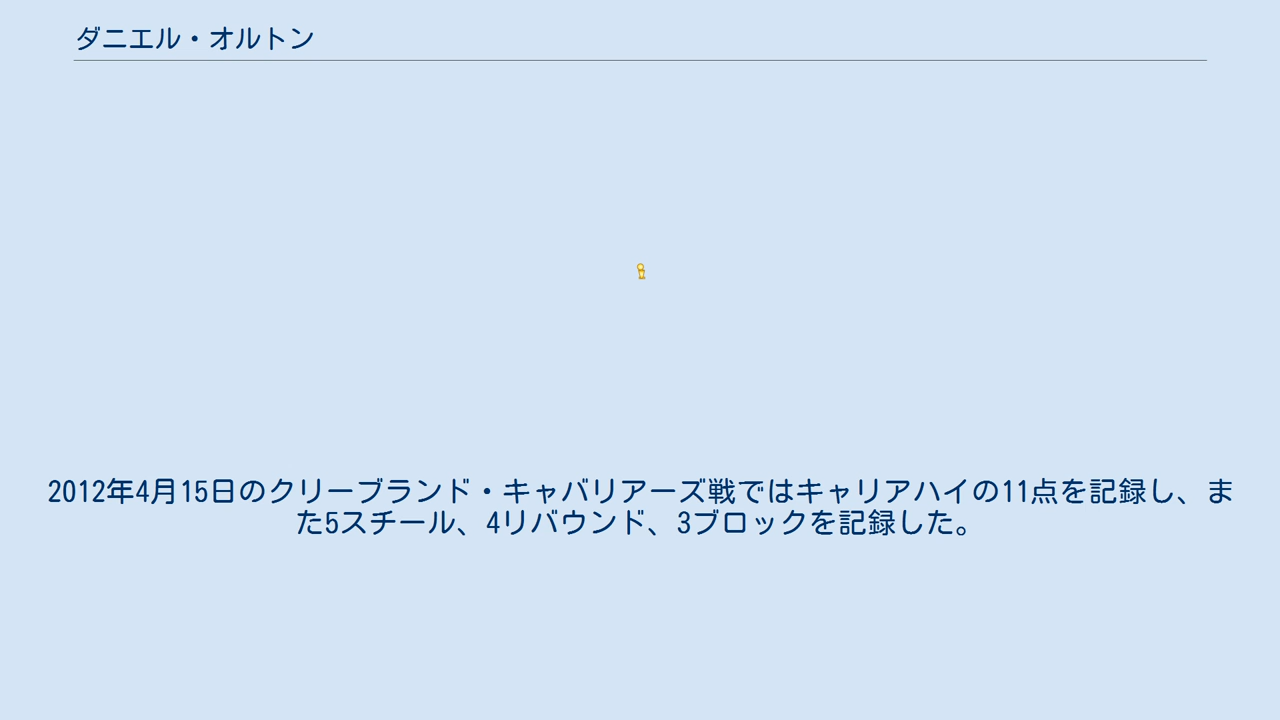 ダニエル・オルトン
2012年4月15日のクリーブランド・キャバリアーズ戦ではキャリアハイの11点を記録し、ま
た5スチール、4リバウンド、3ブロックを記録した。